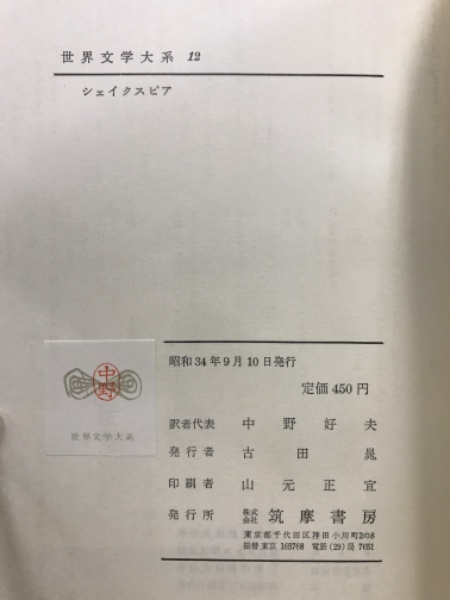 世界文学大系 12
シェイクスピア
中野
世界文学大系
昭和34年9月10日発行
定価 450円
訳者代表 中野好夫
発行者 古田晁
印刷者 山元正宜
発行所 株式会社 筑摩書房
東京都千代田区神田小川町2の8
振替東京 165768 電話(29)局 7651